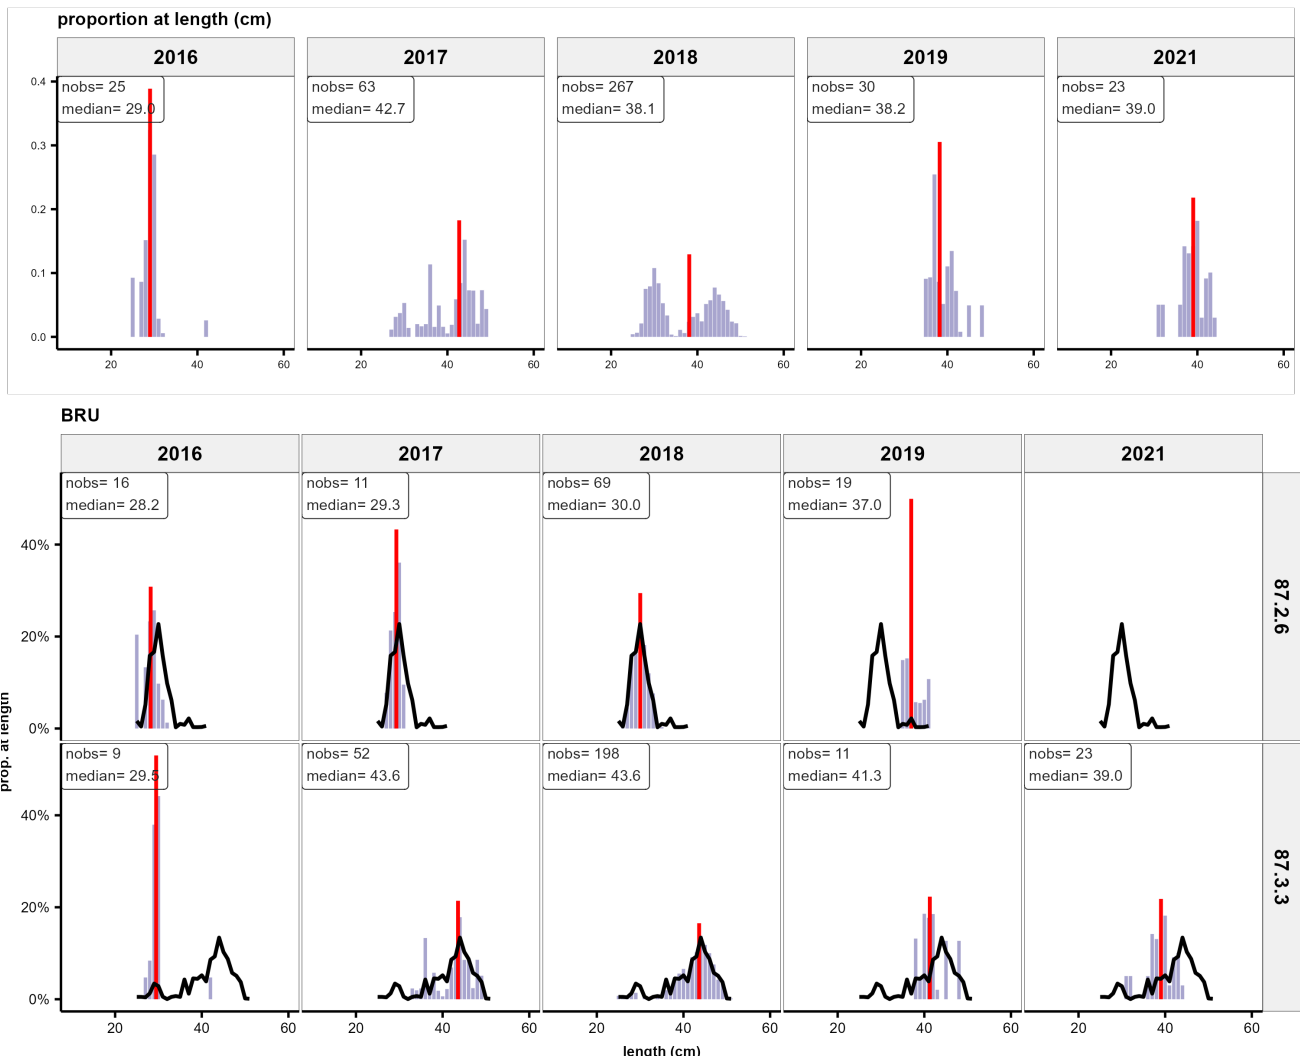 proportion at length (cm)
2016 2017 2018 2019 2021
nobs= 25 nobs= 63 nobs= 267 nobs= 30 nobs= 23
median= 29.0 median= 42.7 median= 38.1 median= 38.2 median= 39.0
0.4
0.3
0.2
0.1
0.0
20 40 60 20 40 60 20 40 60 20 40 60 20 40 60
BRU
2016 2017 2018 2019 2021
nobs= 16 nobs= 11 nobs= 69 nobs= 19
median= 28.2 median= 29.3 median= 30.0 median= 37.0
40%
20%
0%
87.2.6
nobs= 9 nobs= 52 nobs= 198 nobs= 11 nobs= 23
median= 29.5 median= 43.6 median= 43.6 median= 41.3 median= 39.0
40%
20%
0%
87.3.3
prop. at length
20 40 60 20 40 60 20 40 60 20 40 60 20 40 60
length (cm)